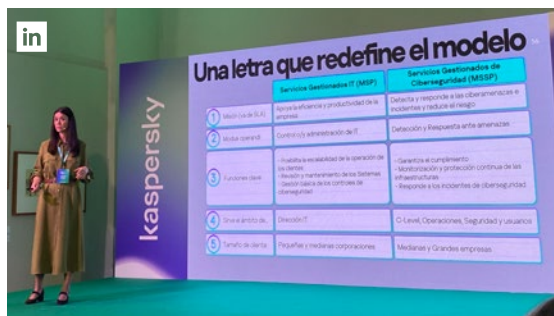 in
kaspersky
Una letra que redefine el modelo
Servicios Gestionados IT (MSP)
Servicios Gestionados de
Ciberseguridad (MSSP)
1
Misión (va de SLA)
Apoya la eficiencia y productividad de la
empresa.
Detecta y responde a las ciberamenazas e
incidentes y reduce el riesgo
2
Modus operandi
Control o/y administración de IT
Detección y Respuesta ante amenazas
3
Funciones clave
la escalabilidad de la operación de
los clientes
- Revisión y mantenimiento de los Sistemas
- Gestión básica de los controles de
ciberseguridad
- Garantiza el cumplimiento
- Monitorización y protección continua de las
infraestructuras
- Responde a los incidentes de ciberseguridad
4
Sirve al ámbito de...
Dirección IT
C-Level, Operaciones, Seguridad y usuarios
5
Tamaño de cliente
Pequeñas y medianas corporaciones
Medianas y Grandes empresas